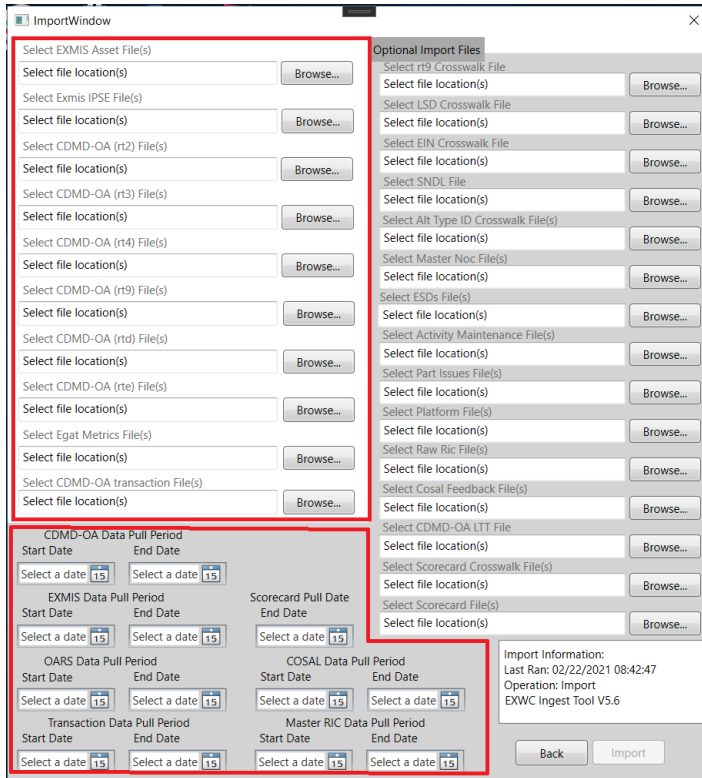 ImportWindow
Select EXMIS Asset File(s)
Select file location(s) Browse...
Select Exmis IPSE File(s)
Select file location(s) Browse...
Select CDMD-OA (rt2) File(s)
Select file location(s) Browse...
Select CDMD-OA (rt3) File(s)
Select file location(s) Browse...
Select CDMD-OA (rt4) File(s)
Select file location(s) Browse...
Select CDMD-OA (rt9) File(s)
Select file location(s) Browse...
Select CDMD-OA (rtd) File(s)
Select file location(s) Browse...
Select CDMD-OA (rte) File(s)
Select file location(s) Browse...
Select Egat Metrics File(s)
Select file location(s) Browse...
Select CDMD-OA transaction File(s)
Select file location(s) Browse...
Optional Import Files
Select rt9 Crosswalk File
Select file location(s) Browse...
Select LSD Crosswalk File
Select file location(s) Browse...
Select EIN Crosswalk File
Select file location(s) Browse...
Select SNDL File
Select file location(s) Browse...
Select Alt Type ID Crosswalk File(s)
Select file location(s) Browse...
Select Master Noc File(s)
Select file location(s) Browse...
Select ESDs File(s)
Select file location(s) Browse...
Select Activity Maintenance File(s)
Select file location(s) Browse...
Select Part Issues File(s)
Select file location(s) Browse...
Select Platform File(s)
Select file location(s) Browse...
Select Raw Ric File(s)
Select file location(s) Browse...
Select Cosal Feedback File(s)
Select file location(s) Browse...
Select CDMD-OA LTT File
Select file location(s) Browse...
Select Scorecard Crosswalk File(s)
Select file location(s) Browse...
Select Scorecard File(s)
Select file location(s) Browse...
CDMD-OA Data Pull Period
Start Date End Date
Select a date 15 Select a date 15
EXMIS Data Pull Period Scorecard Pull Date
Start Date End Date End Date
Select a date 15 Select a date 15 Select a date 15
OARS Data Pull Period COSAL Data Pull Period
Start Date End Date Start Date End Date
Select a date 15 Select a date 15 Select a date 15 Select a date 15
Transaction Data Pull Period Master RIC Data Pull Period
Start Date End Date Start Date End Date
Select a date 15 Select a date 15 Select a date 15 Select a date 15
Import Information:
Last Ran: 02/22/2021 08:42:47
Operation: Import
EXWC Ingest Tool V5.6
Back Import